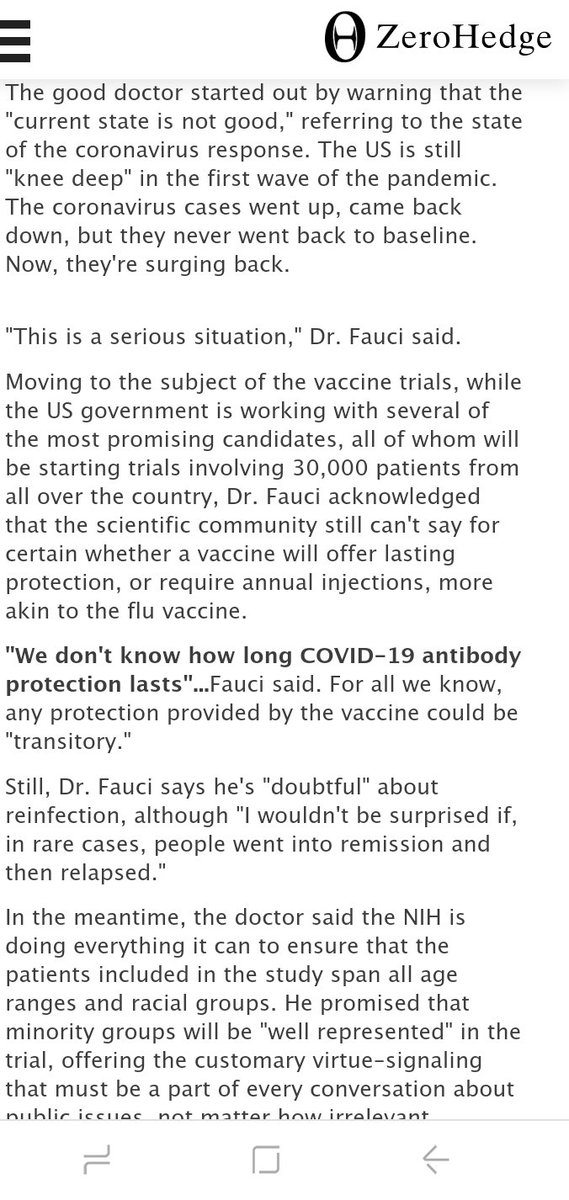 ZeroHedge
The good doctor started out by warning that the
"current state is not good," referring to the state
of the coronavirus response. The US is still
"knee deep" in the first wave of the pandemic.
The coronavirus cases went up, came back
down, but they never went back to baseline.
Now, they're surging back.
"This is a serious situation," Dr. Fauci said.
Moving to the subject of the vaccine trials, while
the US government is working with several of
the most promising candidates, all of whom will
be starting trials involving 30,000 patients from
all over the country, Dr. Fauci acknowledged
that the scientific community still can't say for
certain whether a vaccine will offer lasting
protection, or require annual injections, more
akin to the flu vaccine.
"We don't know how long COVID-19 antibody
protection lasts"...Fauci said. For all we know,
any protection provided by the vaccine could be
"transitory."
Still, Dr. Fauci says he's "doubtful" about
reinfection, although "I wouldn't be surprised if,
in rare cases, people went into remission and
then relapsed."
In the meantime, the doctor said the NIH is
doing everything it can to ensure that the
patients included in the study span all age
ranges and racial groups. He promised that
minority groups will be "well represented" in the
trial, offering the customary virtue-signaling
that must be a part of every conversation about
public issues, not matter how irrelevant